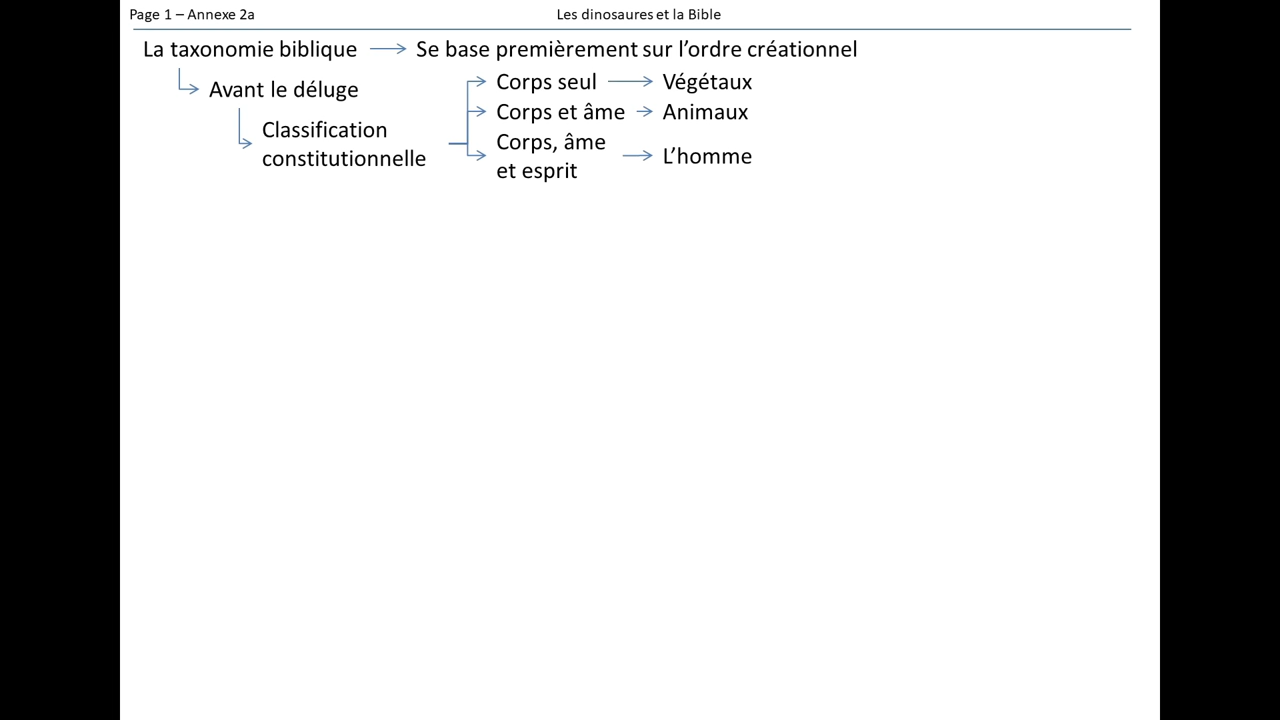 Page 1 – Annexe 2a
Les dinosaures et la Bible
La taxonomie biblique
Se base premièrement sur l’ordre créationnel
Avant le déluge
Classification
constitutionnelle
Corps seul
Végétaux
Corps et âme
Animaux
Corps, âme
et esprit
L’homme